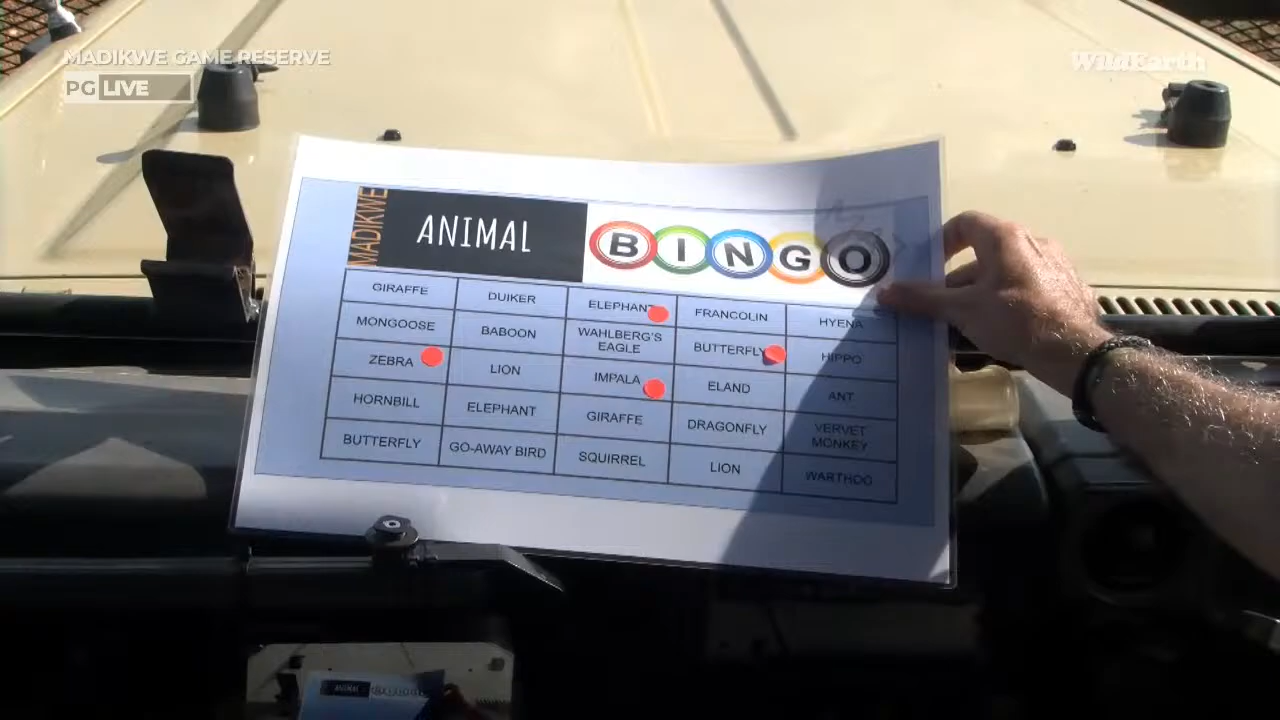 MADIKWE GAME RESERVE
WildEarth
PG LIVE
MADIKWE
ANIMAL
BINGO
GIRAFFE DUIKER ELEPHANT FRANCOLIN HYENA
MONGOOSE BABOON WAHLBERG'S EAGLE BUTTERFLY HIPPO
ZEBRA LION IMPALA ELAND ANT
HORNBILL ELEPHANT GIRAFFE DRAGONFLY VERVET MONKEY
BUTTERFLY GO-AWAY BIRD SQUIRREL LION WARTHOG